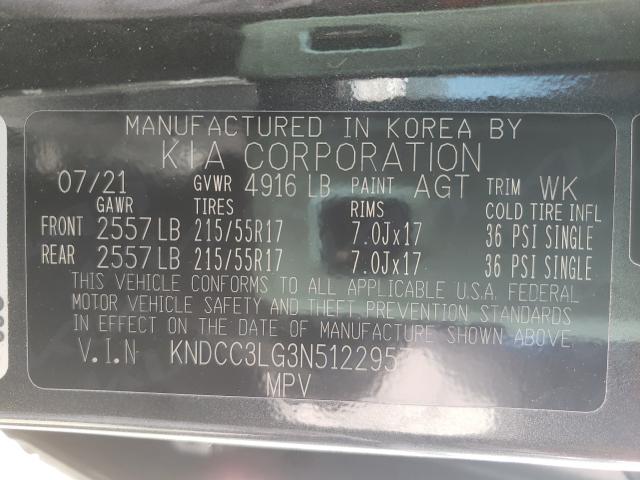 MANUFACTURED IN KOREA BY
KIA CORPORATION
07/21 GVWR 4916 LB PAINT AGT TRIM WK
GAWR TIRES RIMS COLD TIRE INFL
FRONT 2557 LB 215/55R17 7.0Jx17 36 PSI SINGLE
REAR 2557 LB 215/55R17 7.0Jx17 36 PSI SINGLE
THIS VEHICLE CONFORMS TO ALL APPLICABLE U.S.A. FEDERAL
MOTOR VEHICLE SAFETY AND THEFT PREVENTION STANDARDS
IN EFFECT ON THE DATE OF MANUFACTURE SHOWN ABOVE.
V.I.N KNDCC3LG3N5122957
MPV